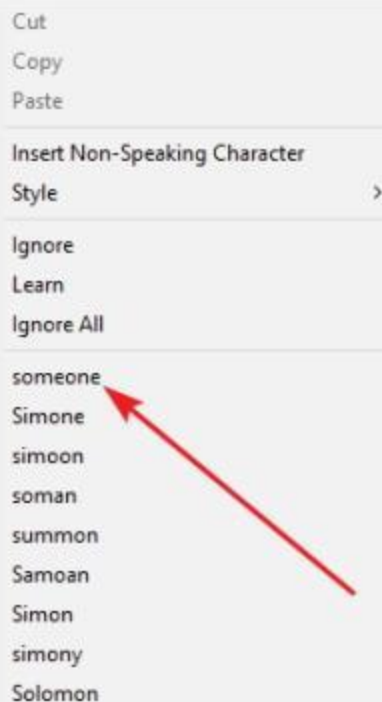 Cut
Copy
Paste
Insert Non-Speaking Character
Style
Ignore
Learn
Ignore All
someone
Simone
simoon
soman
summon
Samoan
Simon
simony
Solomon